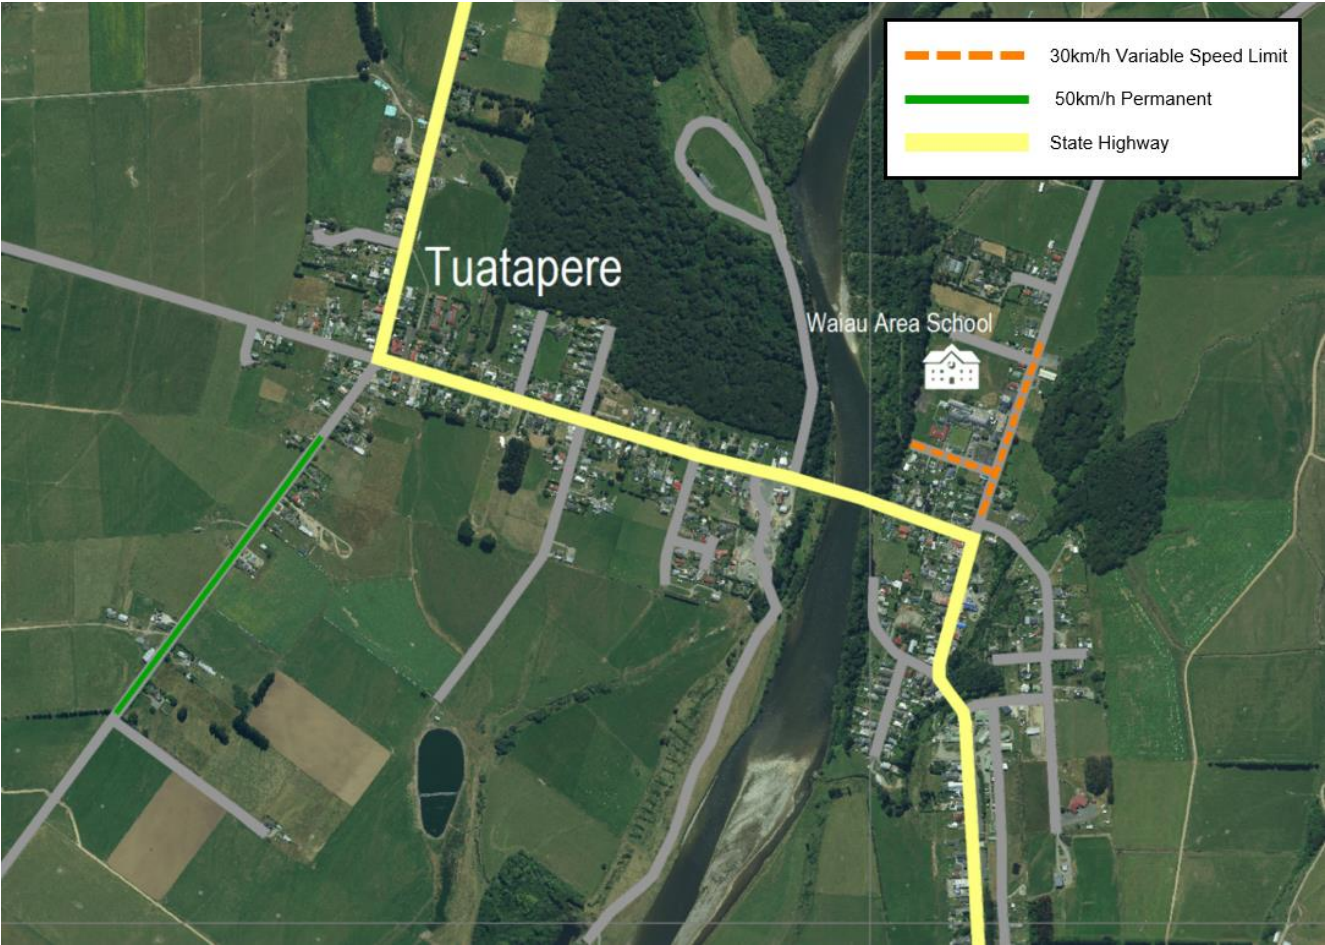 30km/h Variable Speed Limit
50km/h Permanent
State Highway
Tuatapere
Waiau Area School